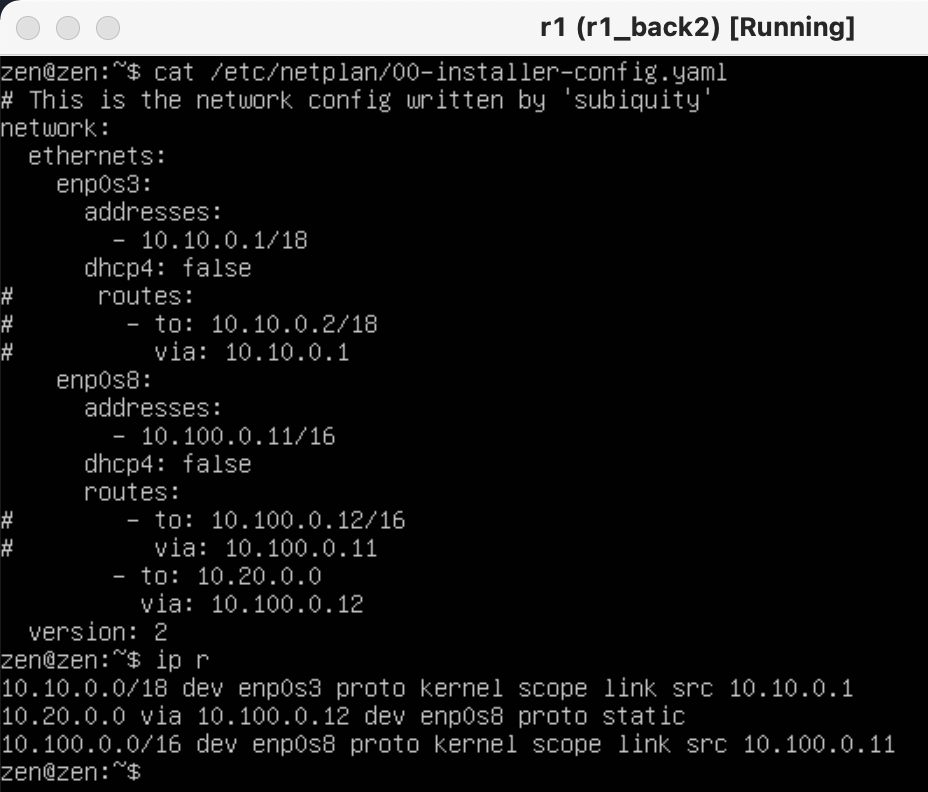 r1 (r1_back2) [Running]
zen@zen:~$ cat /etc/netplan/00-installer-config.yaml
# This is the network config written by 'subiquity'
network:
  ethernets:
    enp0s3:
      addresses:
        - 10.10.0.1/18
      dhcp4: false
#      routes:
#        - to: 10.10.0.2/18
#          via: 10.10.0.1
    enp0s8:
      addresses:
        - 10.100.0.11/16
      dhcp4: false
      routes:
#        - to: 10.100.0.12/16
#          via: 10.100.0.11
        - to: 10.20.0.0
          via: 10.100.0.12
  version: 2
zen@zen:~$ ip r
10.10.0.0/18 dev enp0s3 proto kernel scope link src 10.10.0.1
10.20.0.0 via 10.100.0.12 dev enp0s8 proto static
10.100.0.0/16 dev enp0s8 proto kernel scope link src 10.100.0.11
zen@zen:~$